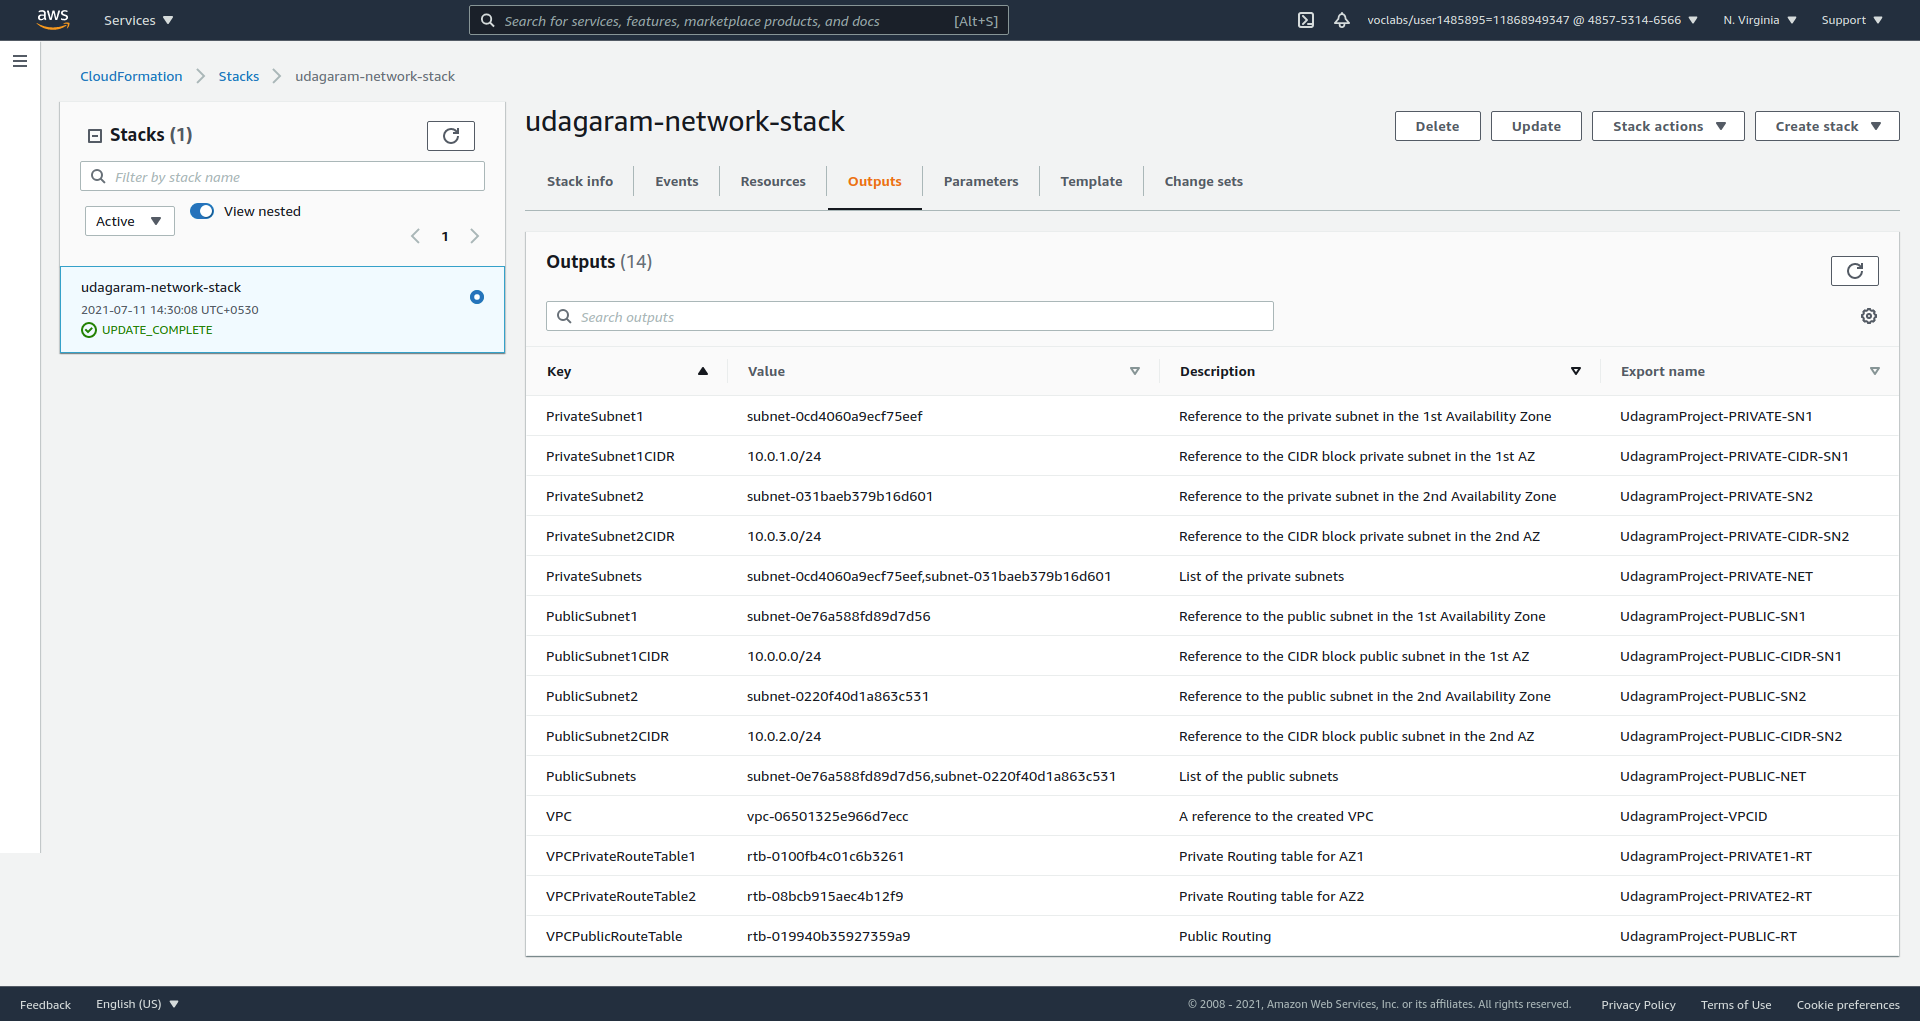 aws Services Search for services, features, marketplace products, and docs [Alt+S] voclabs/user1485895=11868949347 @ 4857-5314-6566 N. Virginia Support
CloudFormation Stacks udagaram-network-stack
Stacks (1)
Filter by stack name
Active View nested
1
udagaram-network-stack
2021-07-11 14:30:08 UTC+0530
UPDATE_COMPLETE
udagaram-network-stack
Delete Update Stack actions Create stack
Stack info Events Resources Outputs Parameters Template Change sets
Outputs (14)
Search outputs
Key Value Description Export name
PrivateSubnet1 subnet-0cd4060a9ecf75eef Reference to the private subnet in the 1st Availability Zone UdagramProject-PRIVATE-SN1
PrivateSubnet1CIDR 10.0.1.0/24 Reference to the CIDR block private subnet in the 1st AZ UdagramProject-PRIVATE-CIDR-SN1
PrivateSubnet2 subnet-031baeb379b16d601 Reference to the private subnet in the 2nd Availability Zone UdagramProject-PRIVATE-SN2
PrivateSubnet2CIDR 10.0.3.0/24 Reference to the CIDR block private subnet in the 2nd AZ UdagramProject-PRIVATE-CIDR-SN2
PrivateSubnets subnet-0cd4060a9ecf75eef,subnet-031baeb379b16d601 List of the private subnets UdagramProject-PRIVATE-NET
PublicSubnet1 subnet-0e76a588fd89d7d56 Reference to the public subnet in the 1st Availability Zone UdagramProject-PUBLIC-SN1
PublicSubnet1CIDR 10.0.0.0/24 Reference to the CIDR block public subnet in the 1st AZ UdagramProject-PUBLIC-CIDR-SN1
PublicSubnet2 subnet-0220f40d1a863c531 Reference to the public subnet in the 2nd Availability Zone UdagramProject-PUBLIC-SN2
PublicSubnet2CIDR 10.0.2.0/24 Reference to the CIDR block public subnet in the 2nd AZ UdagramProject-PUBLIC-CIDR-SN2
PublicSubnets subnet-0e76a588fd89d7d56,subnet-0220f40d1a863c531 List of the public subnets UdagramProject-PUBLIC-NET
VPC vpc-06501325e966d7ecc A reference to the created VPC UdagramProject-VPCID
VPCPrivateRouteTable1 rtb-0100fb4c01c6b3261 Private Routing table for AZ1 UdagramProject-PRIVATE1-RT
VPCPrivateRouteTable2 rtb-08bcb915aec4b12f9 Private Routing table for AZ2 UdagramProject-PRIVATE2-RT
VPCPublicRouteTable rtb-019940b35927359a9 Public Routing UdagramProject-PUBLIC-RT
Feedback English (US) © 2008 - 2021, Amazon Web Services, Inc. or its affiliates. All rights reserved. Privacy Policy Terms of Use Cookie preferences